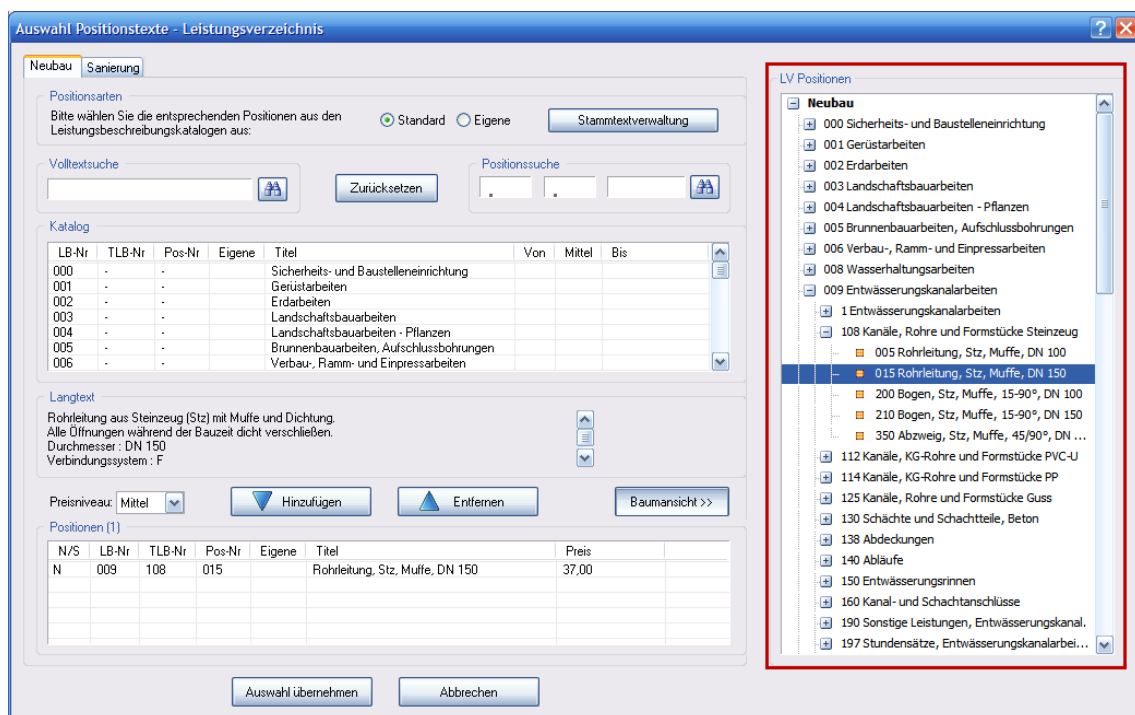 Auswahl Positionstexte - Leistungsverzeichnis
Neubau Sanierung
Positionsarten
Bitte wählen Sie die entsprechenden Positionen aus den
Leistungsbeschreibungskatalogen aus:
Standard Eigene Stammtextverwaltung
Volltextsuche
Zurücksetzen
Positionssuche
. .
Katalog
LB-Nr TLB-Nr Pos-Nr Eigene Titel Von Mittel Bis
000 - - Sicherheits- und Baustelleneinrichtung
001 - - Gerüstarbeiten
002 - - Erdarbeiten
003 - - Landschaftsbauarbeiten
004 - - Landschaftsbauarbeiten - Pflanzen
005 - - Brunnenbauarbeiten, Aufschlussbohrungen
006 - - Verbau-, Ramm- und Einpressarbeiten
Langtext
Rohrleitung aus Steinzeug (Stz) mit Muffe und Dichtung.
Alle Öffnungen während der Bauzeit dicht verschließen.
Durchmesser : DN 150
Verbindungssystem : F
Preisniveau: Mittel Hinzufügen Entfernen Baumansicht >>
Positionen (1)
N/S LB-Nr TLB-Nr Pos-Nr Eigene Titel Preis
N 009 108 015 Rohrleitung, Stz, Muffe, DN 150 37,00
Auswahl übernehmen Abbrechen
LV Positionen
Neubau
000 Sicherheits- und Baustelleneinrichtung
001 Gerüstarbeiten
002 Erdarbeiten
003 Landschaftsbauarbeiten
004 Landschaftsbauarbeiten - Pflanzen
005 Brunnenbauarbeiten, Aufschlussbohrungen
006 Verbau-, Ramm- und Einpressarbeiten
008 Wasserhaltungsarbeiten
009 Entwässerungskanalarbeiten
1 Entwässerungskanalarbeiten
108 Kanäle, Rohre und Formstücke Steinzeug
005 Rohrleitung, Stz, Muffe, DN 100
015 Rohrleitung, Stz, Muffe, DN 150
200 Bogen, Stz, Muffe, 15-90°, DN 100
210 Bogen, Stz, Muffe, 15-90°, DN 150
350 Abzweig, Stz, Muffe, 45/90°, DN ...
112 Kanäle, KG-Rohre und Formstücke PVC-U
114 Kanäle, KG-Rohre und Formstücke PP
125 Kanäle, Rohre und Formstücke Guss
130 Schächte und Schachtteile, Beton
138 Abdeckungen
140 Abläufe
150 Entwässerungsrinnen
160 Kanal- und Schachtanschlüsse
190 Sonstige Leistungen, Entwässerungskanal.
197 Stundensätze, Entwässerungskanalarbei...